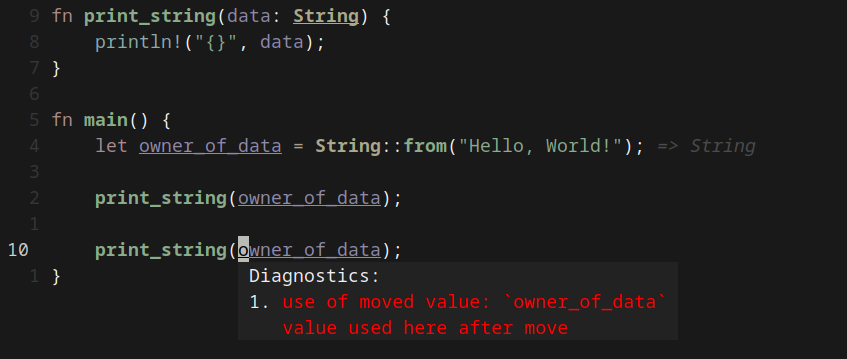 9 fn print_string(data: String) {
8     println!("{}", data);
7 }
6
5 fn main() {
4     let owner_of_data = String::from("Hello, World!"); => String
3
2     print_string(owner_of_data);
1
10     print_string(owner_of_data);
1 }
Diagnostics:
1. use of moved value: `owner_of_data`
value used here after move